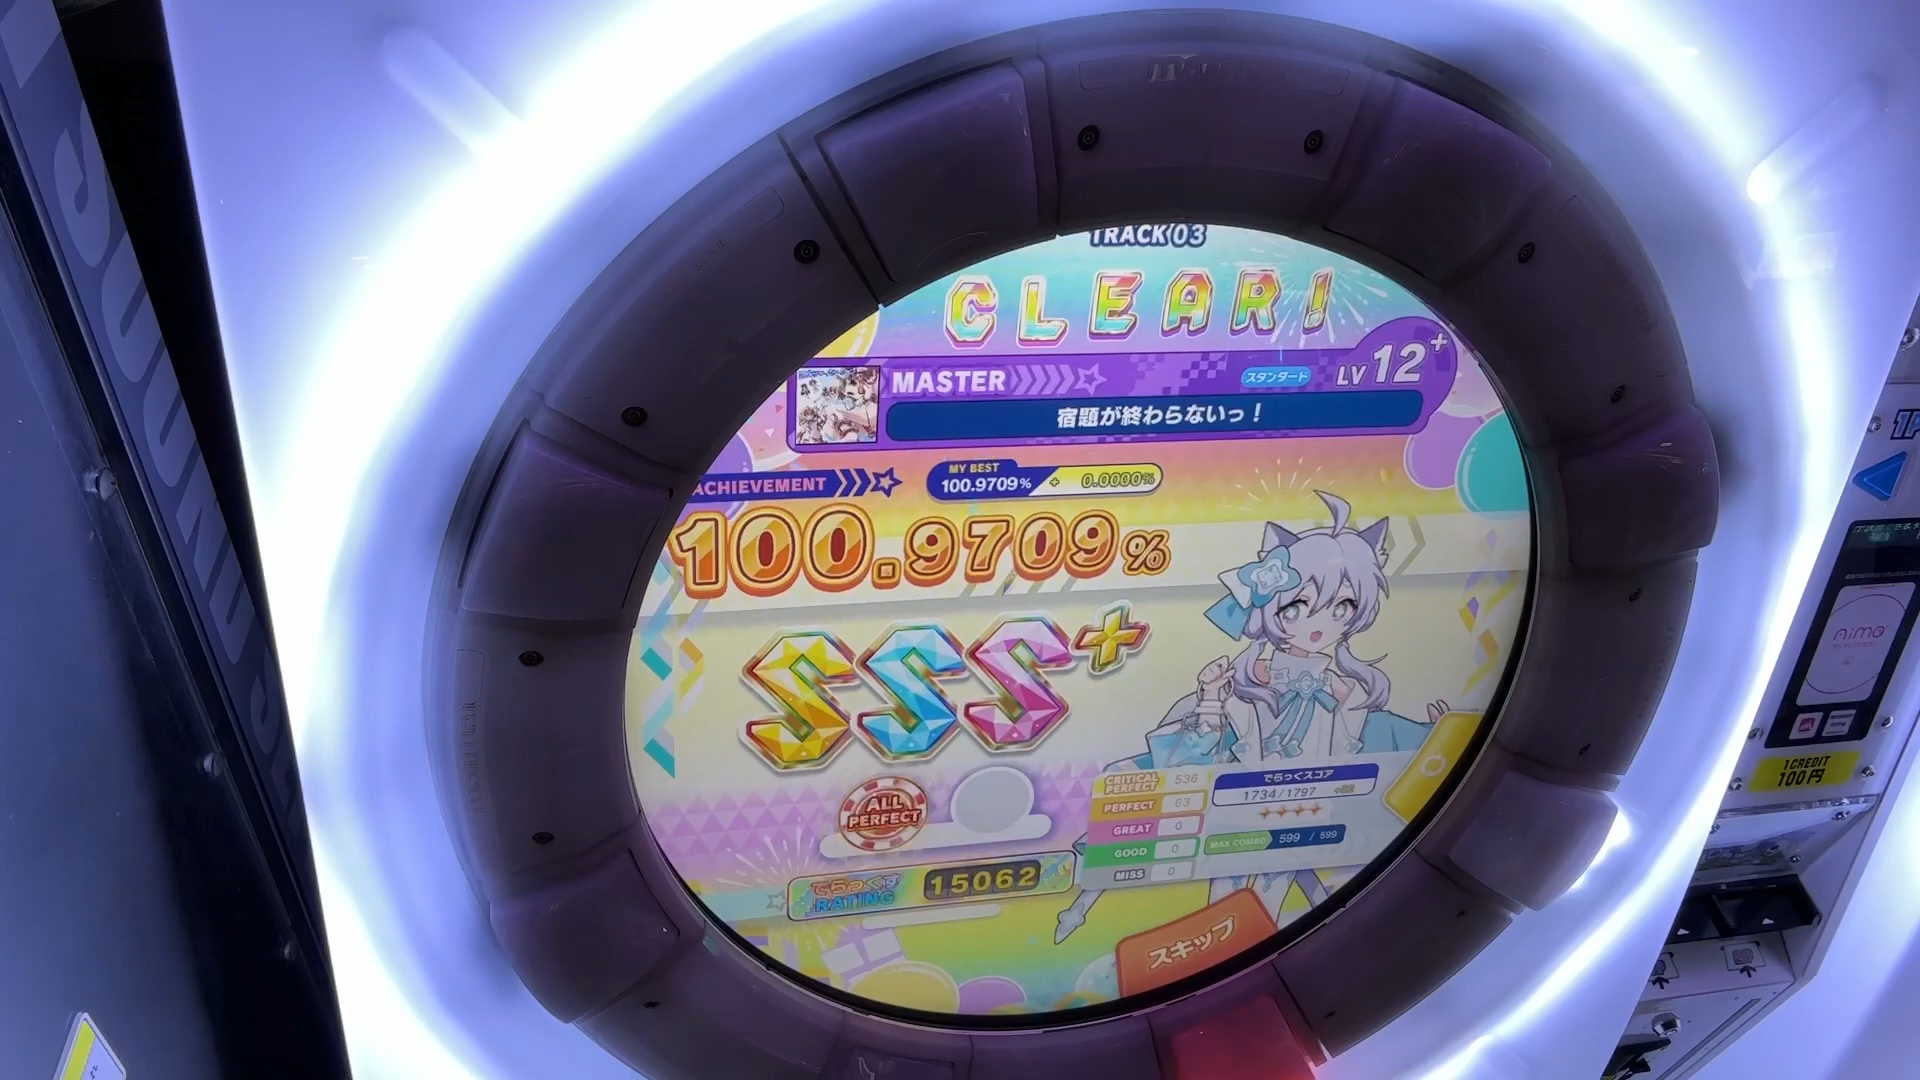 TRACK 03
CLEAR!
MASTER
スタンダード
LV 12+
宿題が終わらないっ!
ACHIEVEMENT
MY BEST
100.9709%
+ 0.0000%
100.9709%
SSS+
ALL PERFECT
CRITICAL PERFECT 536
PERFECT 63
GREAT 0
GOOD 0
MISS 0
でらっくスコア
1734/1797
MAX COMBO 599 / 599
でらっくす RATING 15062
スキップ
1P
Aime
1CREDIT
100円